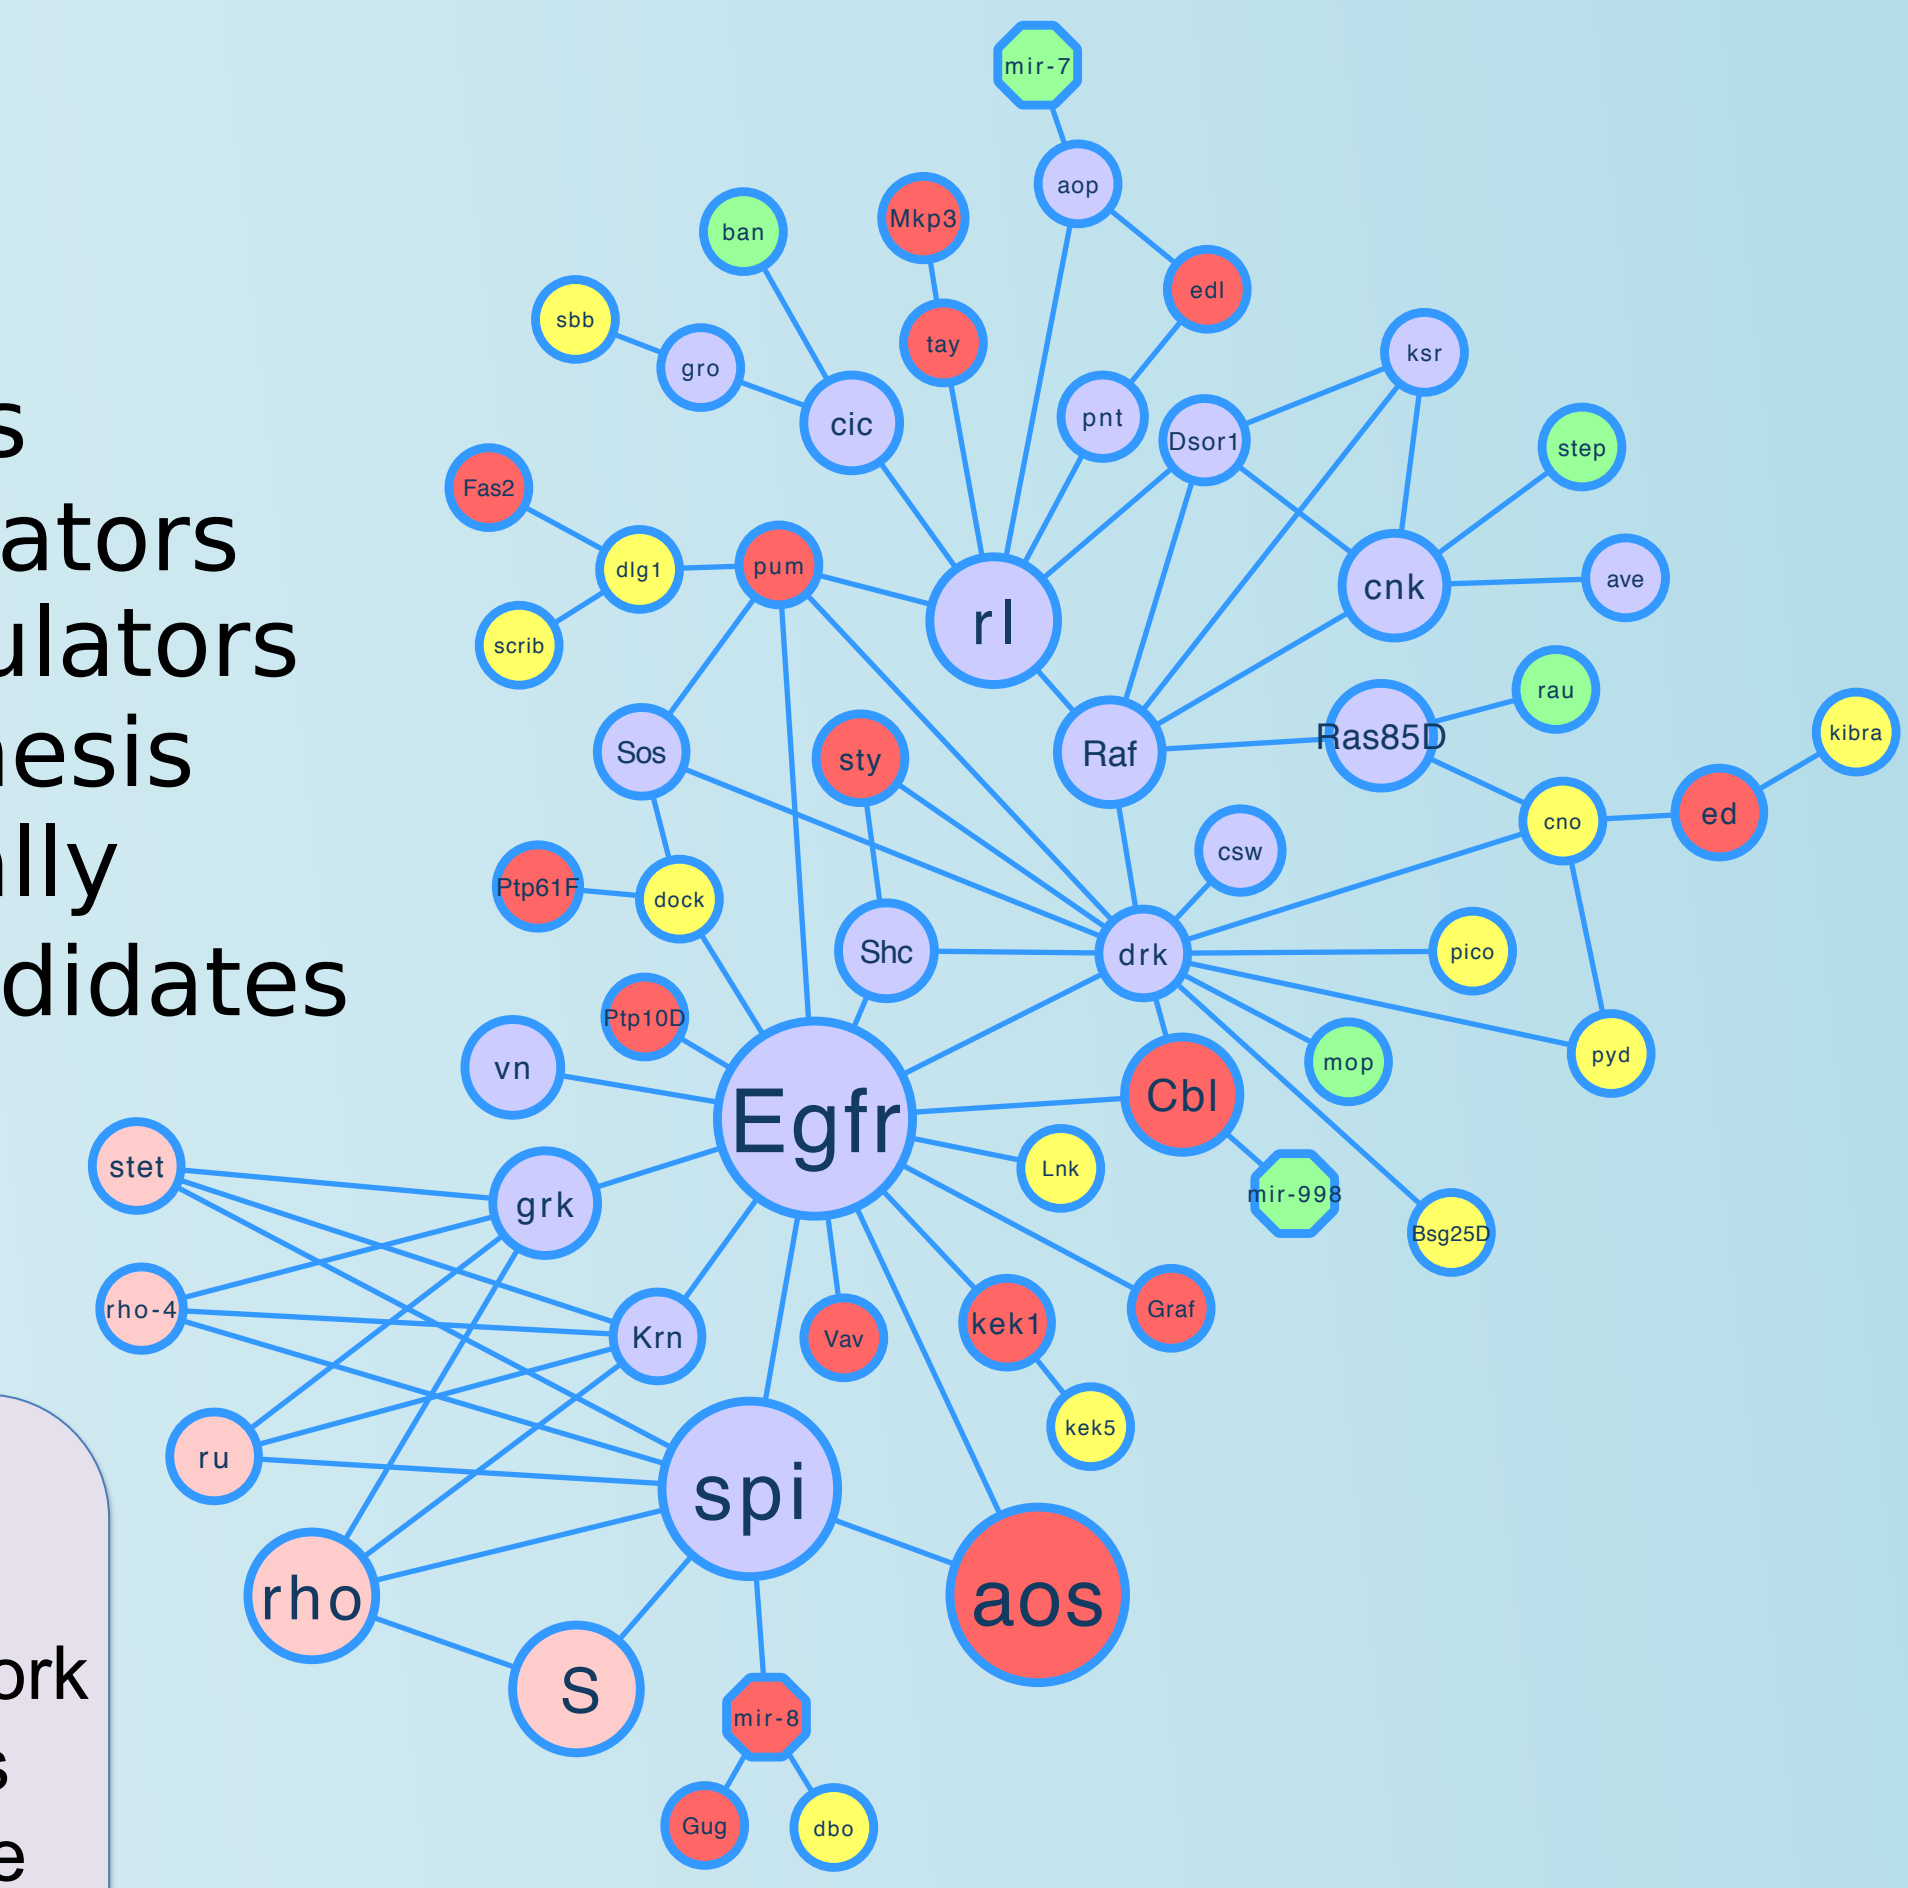 mir-7
aop
Mkp3
ban
edl
sbb
tay
ksr
gro
pnt
cic
s
Dsor1
step
Fas2
ators
pum
dlg1
ave
cnk
rl
scrib
ulators
rau
kibra
Ras85D
Sos
Raf
nesis
sty
ed
cno
csw
ally
Ptp61F
dock
Shc
drk
pico
didates
Ptp10D
pyd
mop
vn
Cbl
Egfr
stet
Lnk
mir-998
grk
Bsg25D
rho-4
Graf
kek1
Krn
Vav
kek5
ru
spi
rho
aos
ork
S
mir-8
s
Gug
dbo
e